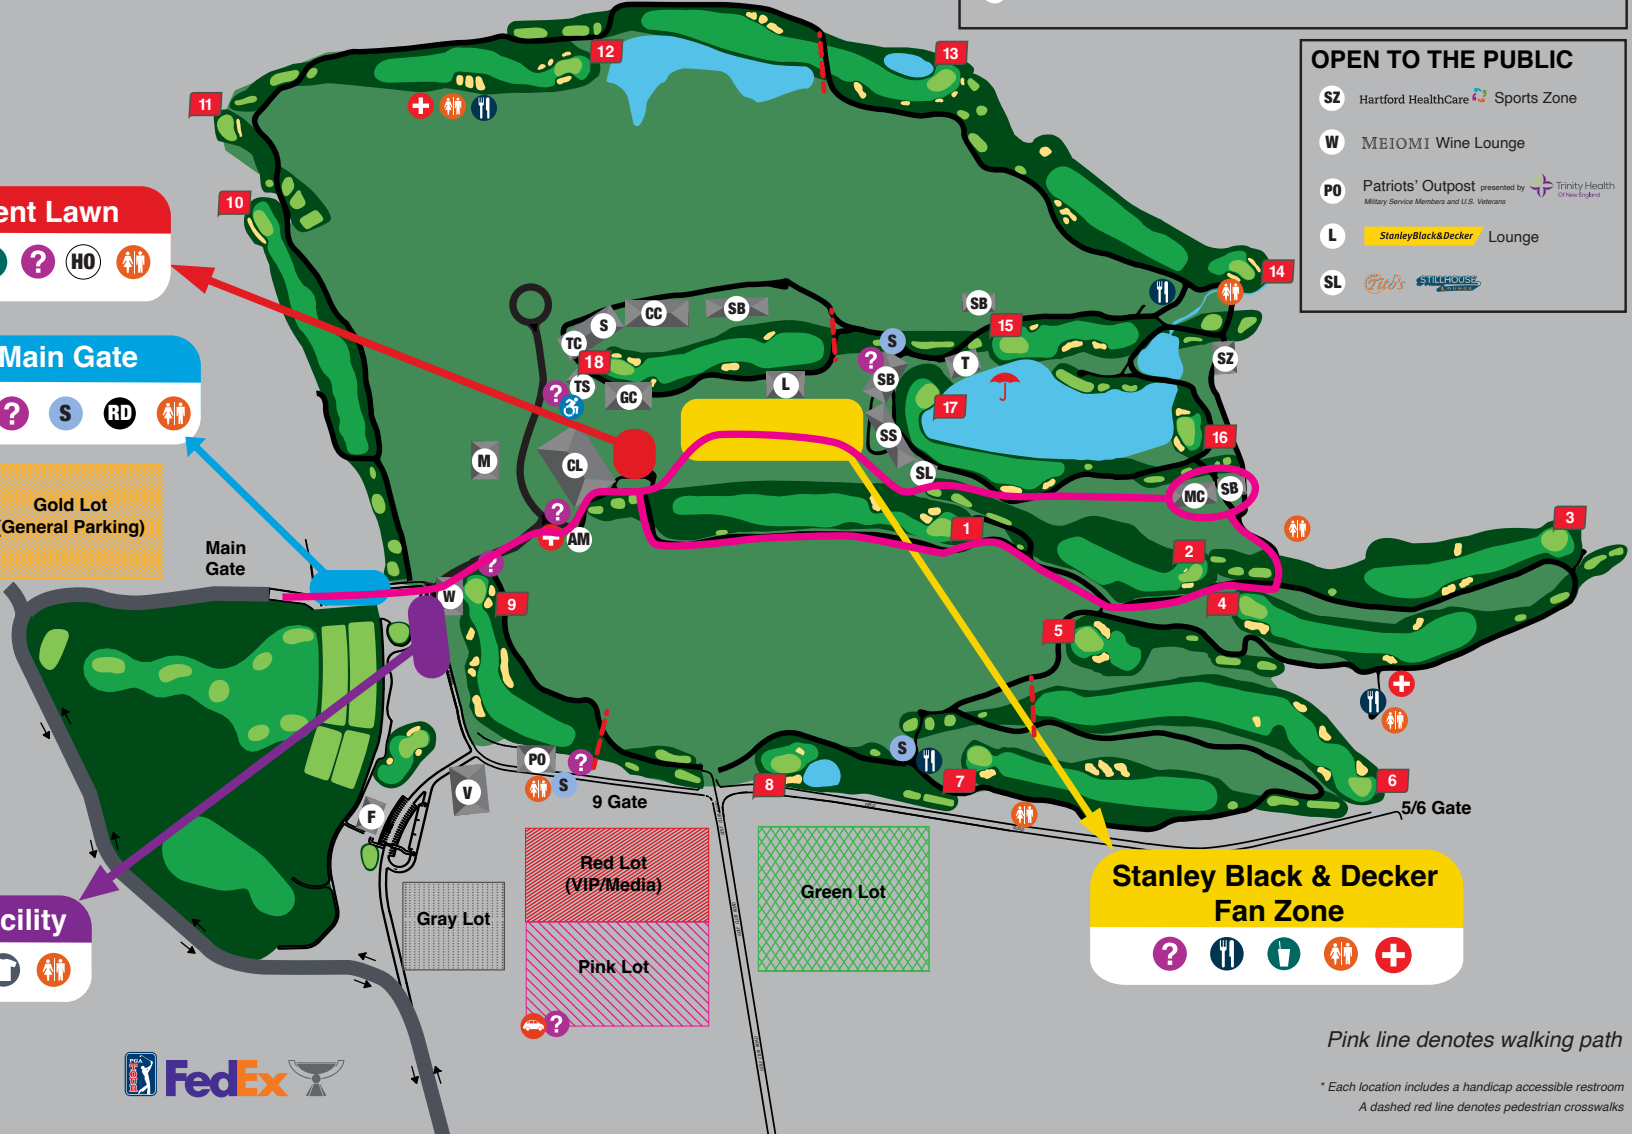 OPEN TO THE PUBLIC
SZ Hartford HealthCare Sports Zone
W MEIOMI Wine Lounge
PO Patriots' Outpost presented by Trinity Health
Of New England
Military Service Members and U.S. Veterans
L StanleyBlack&Decker Lounge
SL Tito's STILLHOUSE
LOUNGE
12
13
11
10
ent Lawn
? HO
14
SB
SB
CC
S
TC
15
S
18
?
T
SZ
SB
TS
?
L
GC
17
Main Gate
? S RD
SS
16
M
CL
SL
MC
SB
Gold Lot
(General Parking)
?
AM
1
3
2
Main
Gate
?
W
9
4
5
PO
?
S
V
F
9 Gate
8
S
7
6
5/6 Gate
Red Lot
(VIP/Media)
Green Lot
Gray Lot
Pink Lot
?
Stanley Black & Decker
Fan Zone
?
cility
PGA
TOUR
FedEx
Pink line denotes walking path
* Each location includes a handicap accessible restroom
A dashed red line denotes pedestrian crosswalks